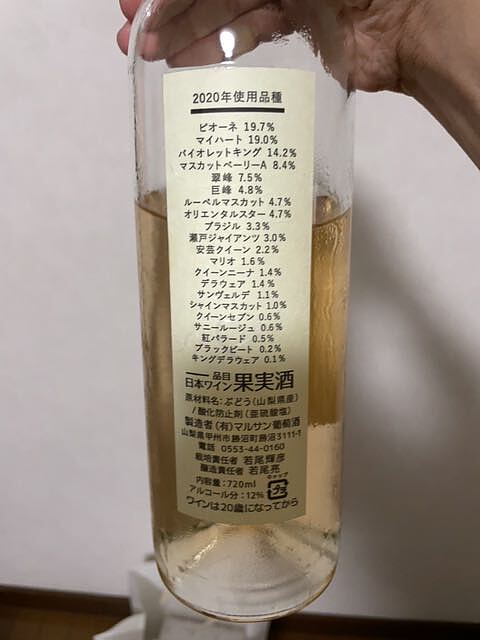 2020年使用品種
ピオーネ 19.7%
マイハート 19.0%
バイオレットキング 14.2%
マスカットベーリーA 8.4%
翠峰 7.5%
巨峰 4.8%
ルーベルマスカット 4.7%
オリエンタルスター 4.7%
ブラジル 3.3%
瀬戸ジャイアンツ 3.0%
安芸クイーン 2.2%
マリオ 1.6%
クイーンニーナ 1.4%
デラウェア 1.4%
サンヴェルデ 1.1%
シャインマスカット 1.0%
クイーンセブン 0.6%
サニールージュ 0.6%
紅バラード 0.5%
ブラックビート 0.2%
キングデラウェア 0.1%
品目
日本ワイン 果実酒
原材料名:ぶどう(山梨県産)
/酸化防止剤(亜硫酸塩)
製造者(有)マルサン葡萄酒
山梨県甲州市勝沼町勝沼3111-1
電話 0553-44-0160
栽培責任者 若尾輝彦
醸造責任者 若尾亮
内容量:720ml
アルコール分:12%
キャップ
プラ
ワインは20歳になってから